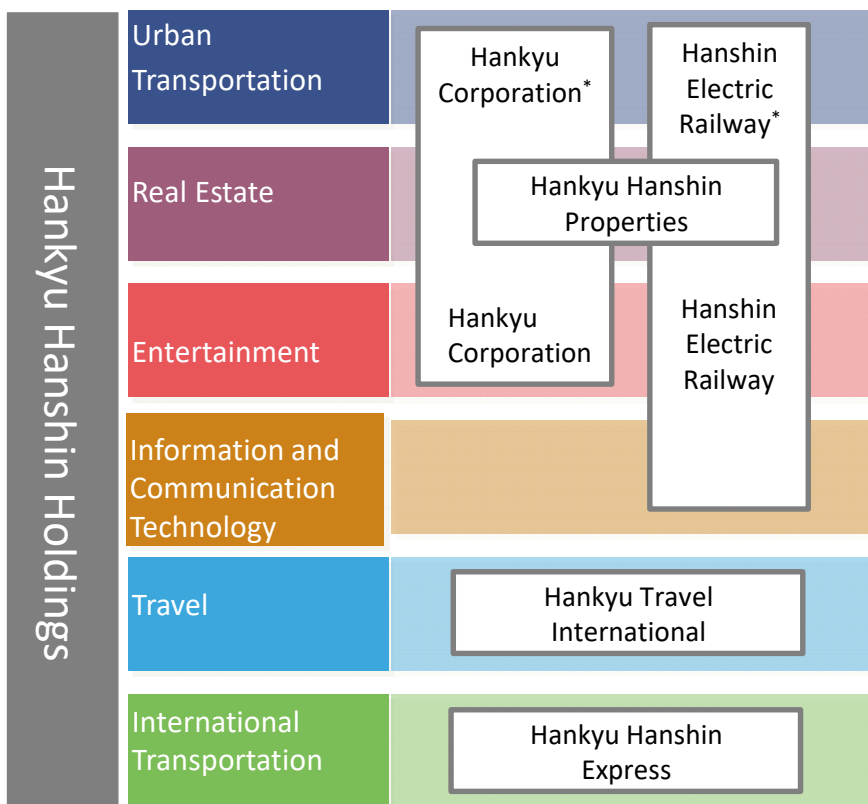 Hankyu Hanshin Holdings
Urban
Transportation
Hankyu
Corporation*
Hanshin
Electric
Railway*
Real Estate
Hankyu Hanshin
Properties
Entertainment
Hankyu
Corporation
Hanshin
Electric
Railway
Information and
Communication
Technology
Travel
Hankyu Travel
International
International
Transportation
Hankyu Hanshin
Express